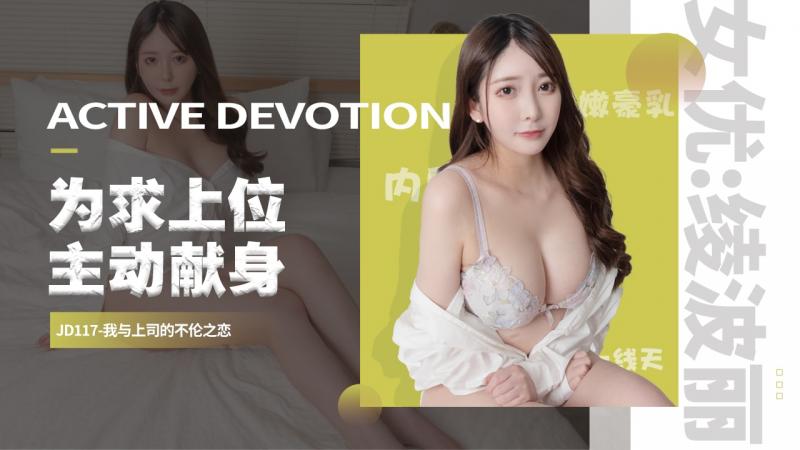 ACTIVE DEVOTION
为求上位
主动献身
JD117-我与上司的不伦之恋
嫩豪乳
内
线天
女优:绫波丽